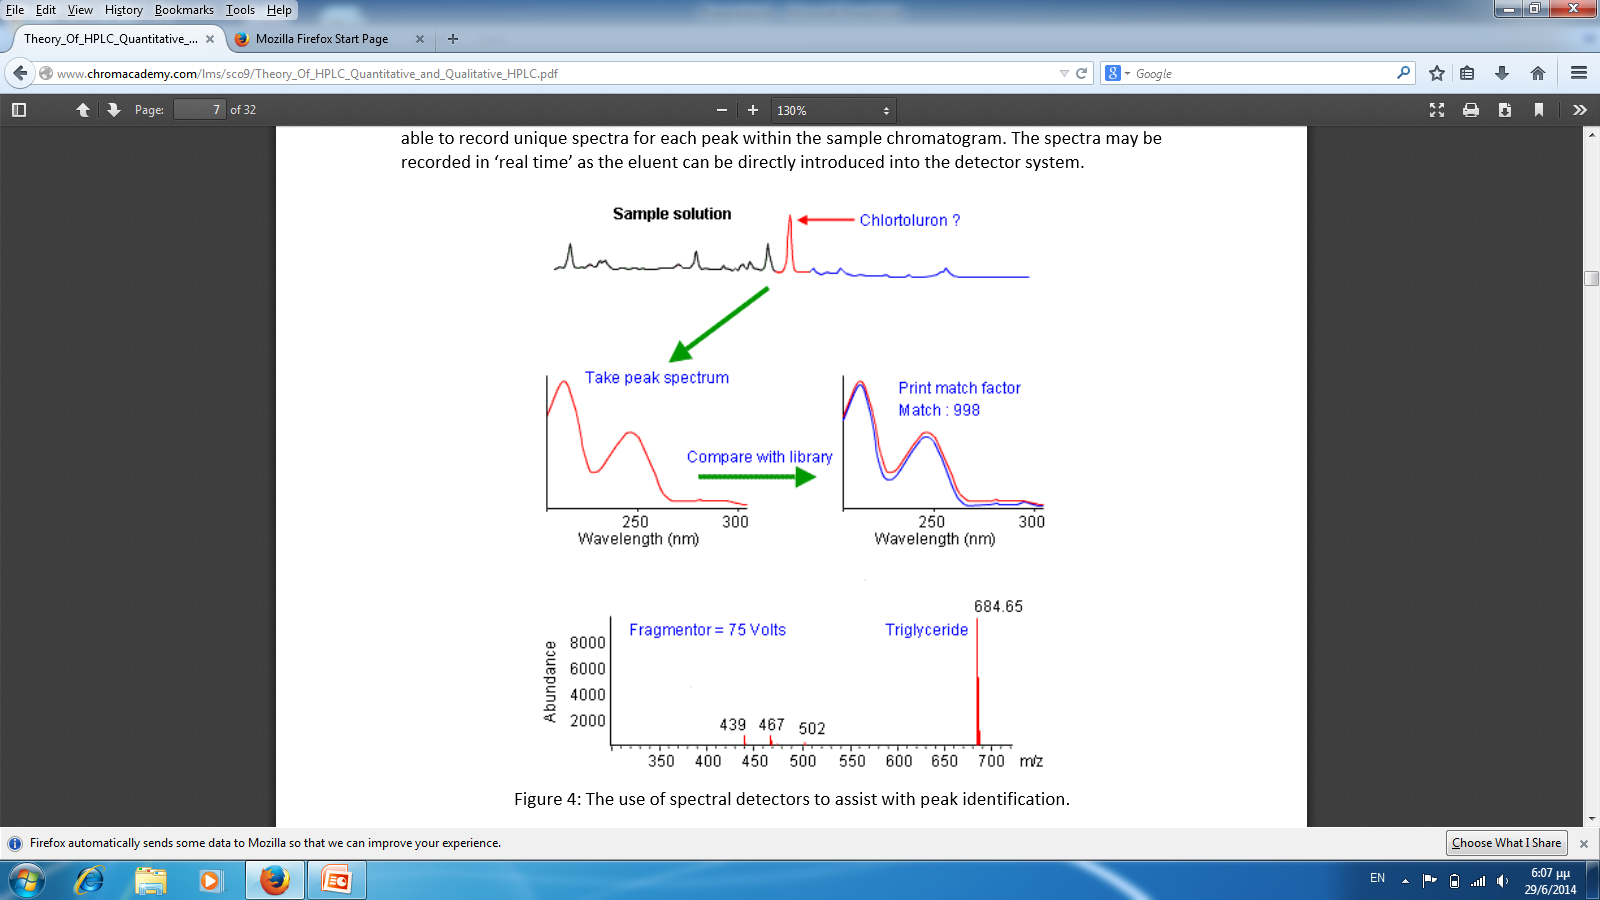 File Edit View History Bookmarks Tools Help
Theory_Of_HPLC_Quantitative_... Mozilla Firefox Start Page
www.chromacademy.com/lms/sco9/Theory_Of_HPLC_Quantitative_and_Qualitative_HPLC.pdf Google
Page: 7 of 32 130%
able to record unique spectra for each peak within the sample chromatogram. The spectra may be
recorded in ‘real time’ as the eluent can be directly introduced into the detector system.
Sample solution
Chlortoluron ?
Take peak spectrum
Print match factor
Match : 998
Compare with library
250 300
Wavelength (nm)
250 300
Wavelength (nm)
684.65
Fragmentor = 75 Volts
Triglyceride
Abundance
8000
6000
4000
2000
439 467 502
350 400 450 500 550 600 650 700 m/z
Figure 4: The use of spectral detectors to assist with peak identification.
Firefox automatically sends some data to Mozilla so that we can improve your experience.
Choose What I Share
EN
6:07 μμ
29/6/2014